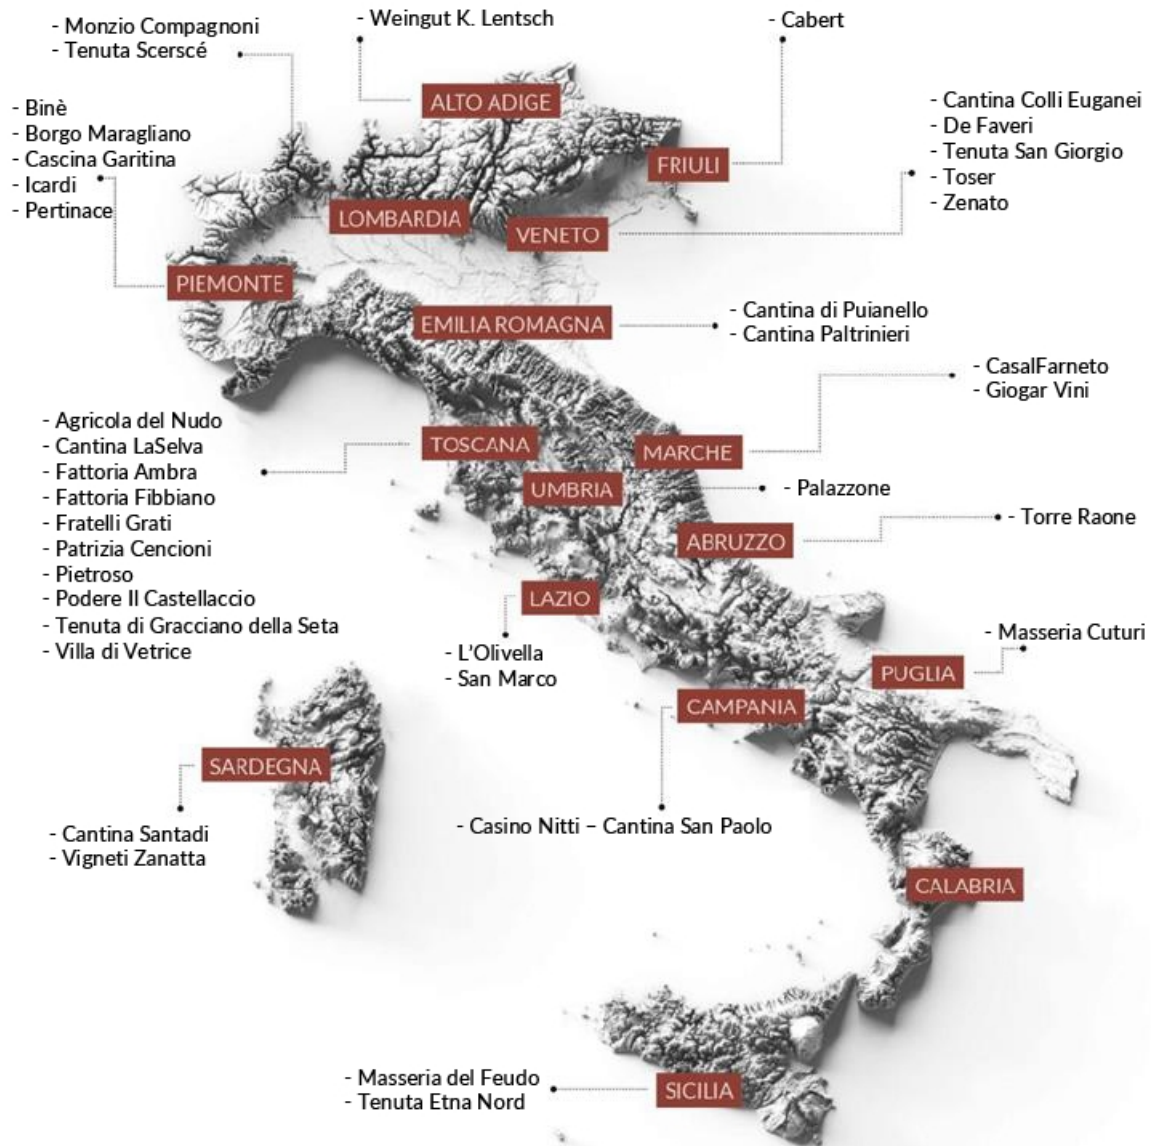 - Monzio Compagnoni
- Tenuta Scerscé
- Weingut K. Lentsch
- Cabert
ALTO ADIGE
- Binè
- Borgo Maragliano
- Cascina Garitina
- Icardi
- Pertinace
- Cantina Colli Euganei
- De Faveri
- Tenuta San Giorgio
- Toser
- Zenato
FRIULI
LOMBARDIA
VENETO
PIEMONTE
EMILIA ROMAGNA
- Cantina di Puianello
- Cantina Paltrinieri
- CasalFarneto
- Giogar Vini
- Agricola del Nudo
- Cantina LaSelva
- Fattoria Ambra
- Fattoria Fibbiano
- Fratelli Grati
- Patrizia Cencioni
- Pietroso
- Podere Il Castellaccio
- Tenuta di Gracciano della Seta
- Villa di Vetrice
TOSCANA
MARCHE
UMBRIA
- Palazzone
ABRUZZO
- Torre Raone
LAZIO
- L'Olivella
- San Marco
- Masseria Cuturi
PUGLIA
CAMPANIA
SARDEGNA
- Cantina Santadi
- Vigneti Zanatta
- Casino Nitti – Cantina San Paolo
CALABRIA
- Masseria del Feudo
- Tenuta Etna Nord
SICILIA